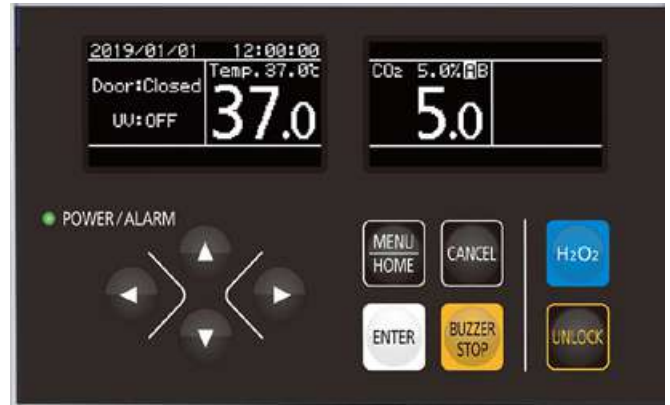 2019/01/01 12:00:00
Door:Closed
UV:OFF
Temp.37.0℃
37.0
CO₂ 5.0% A B
5.0
POWER/ALARM
MENU
HOME
CANCEL
H₂O₂
ENTER
BUZZER
STOP
UNLOCK